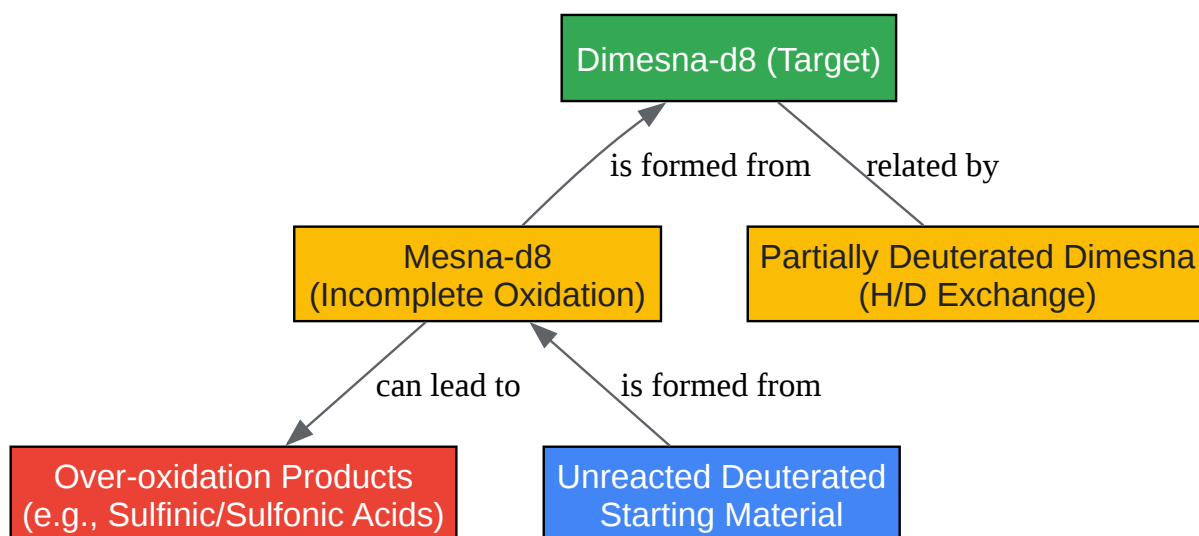 Dimesna-d8 (Target)
is formed from
related by
Mesna-d8
(Incomplete Oxidation)
Partially Deuterated Dimesna
(H/D Exchange)
can lead to
is formed from
Over-oxidation Products
(e.g., Sulfinic/Sulfonic Acids)
Unreacted Deuterated
Starting Material